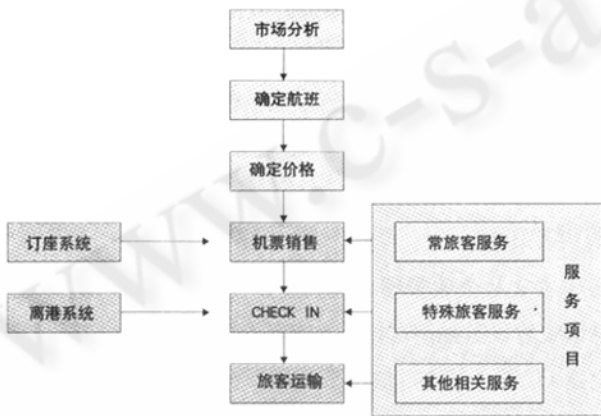 市场分析
确定航班
确定价格
订座系统
机票销售
常旅客服务
离港系统
CHECK IN
特殊旅客服务
旅客运输
其他相关服务
服务项目
www.c-s-a